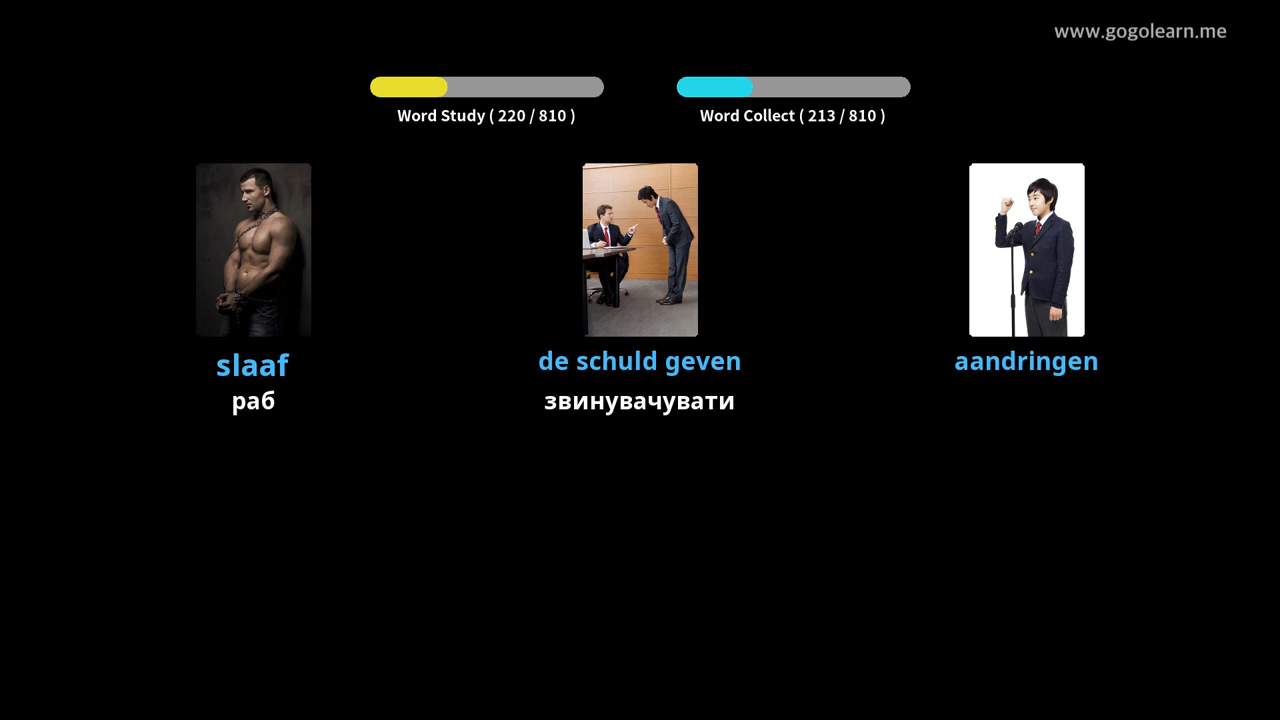 www.gogolearn.me
Word Study ( 220 / 810 )
Word Collect ( 213 / 810 )
slaaf
раб
de schuld geven
звинувачувати
aandringen